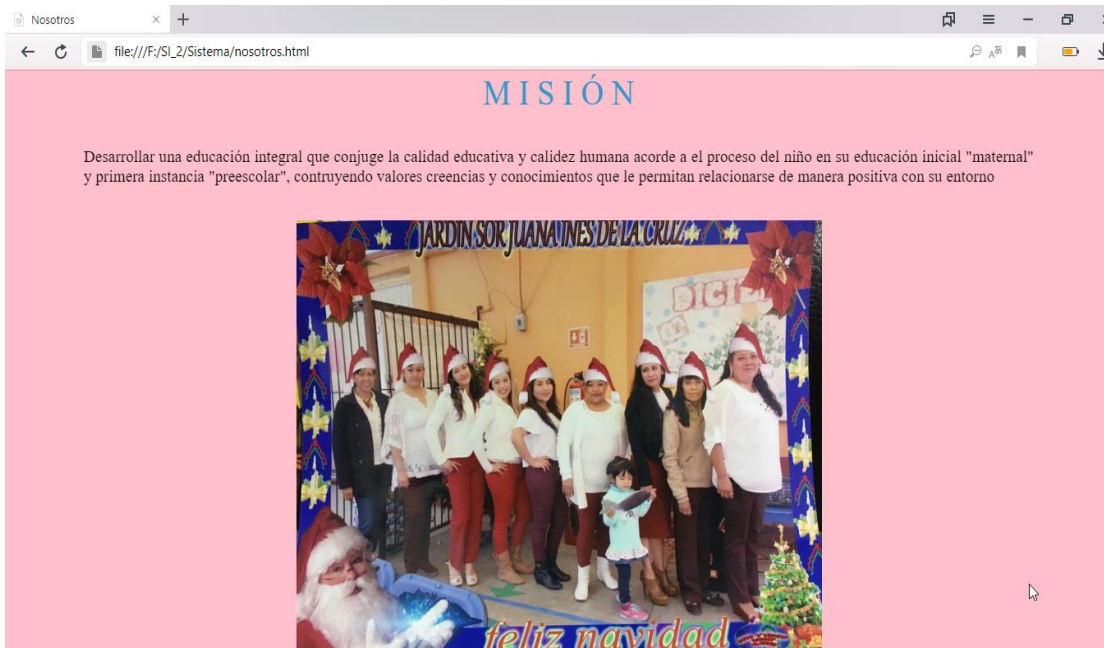 Nosotros
file:///F:/SI_2/Sistema/nosotros.html
MISIÓN
Desarrollar una educación integral que conjuge la calidad educativa y calidez humana acorde a el proceso del niño en su educación inicial "maternal"
y primera instancia "preescolar", contruyendo valores creencias y conocimientos que le permitan relacionarse de manera positiva con su entorno
JARDIN SOR JUANA INES DE LA CRUZ
DICIE
feliz navidad